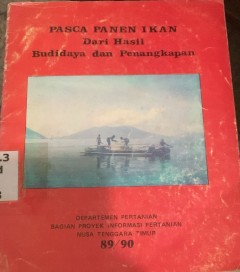 PASCA PANEN IKAN
Dari Hasil
Budidaya dan Penangkapan
.3
d
DEPARTEMEN PERTANIAN
BAGIAN PROYEK INFORMASI PERTANIAN
NUSA TENGGARA TIMUR
89/90